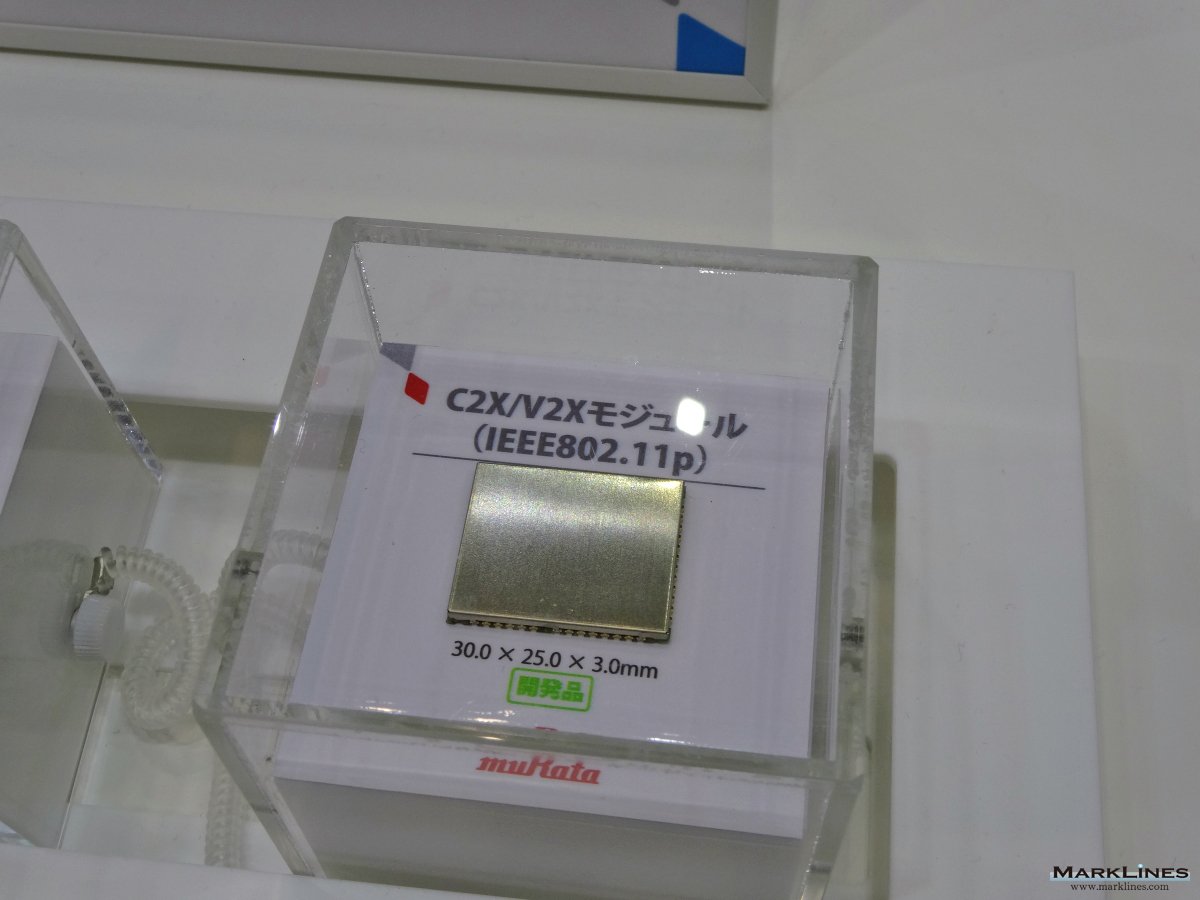 C2X/V2Xモジュール
(IEEE802.11p)
30.0 × 25.0 × 3.0mm
開発品
muRata
MARKLINES
www.marklines.com